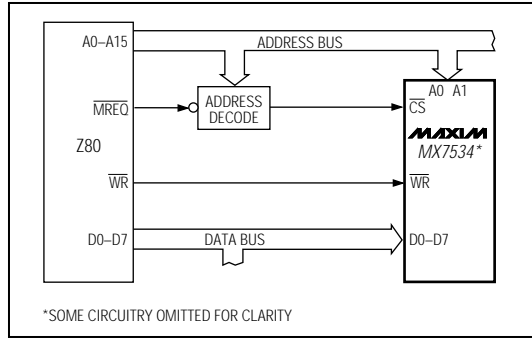 A0–A15
ADDRESS BUS
A0 A1
MREQ
ADDRESS
DECODE
CS
MAXIM
MX7534*
Z80
WR
WR
D0–D7
DATA BUS
D0–D7
*SOME CIRCUITRY OMITTED FOR CLARITY